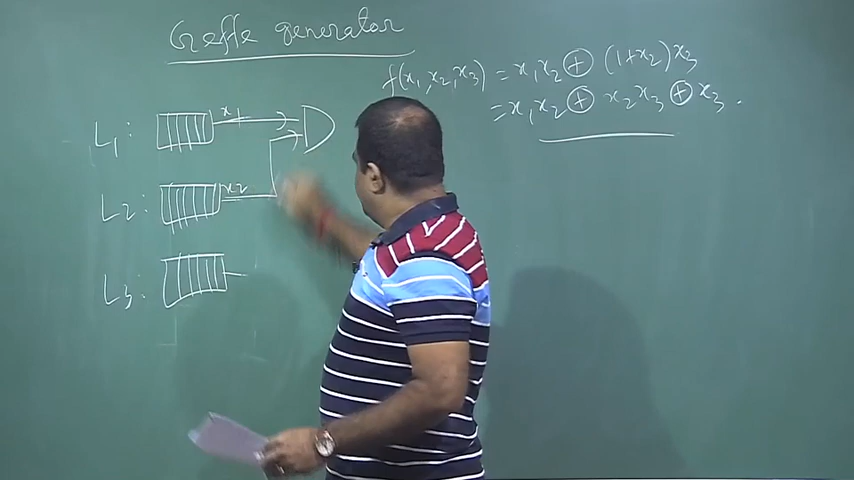 Geffe generator
f(x₁,x₂,x₃) = x₁x₂ ⊕ (1+x₂)x₃
= x₁x₂ ⊕ x₂x₃ ⊕ x₃ .
L₁: x1
L₂: x2
L₃: